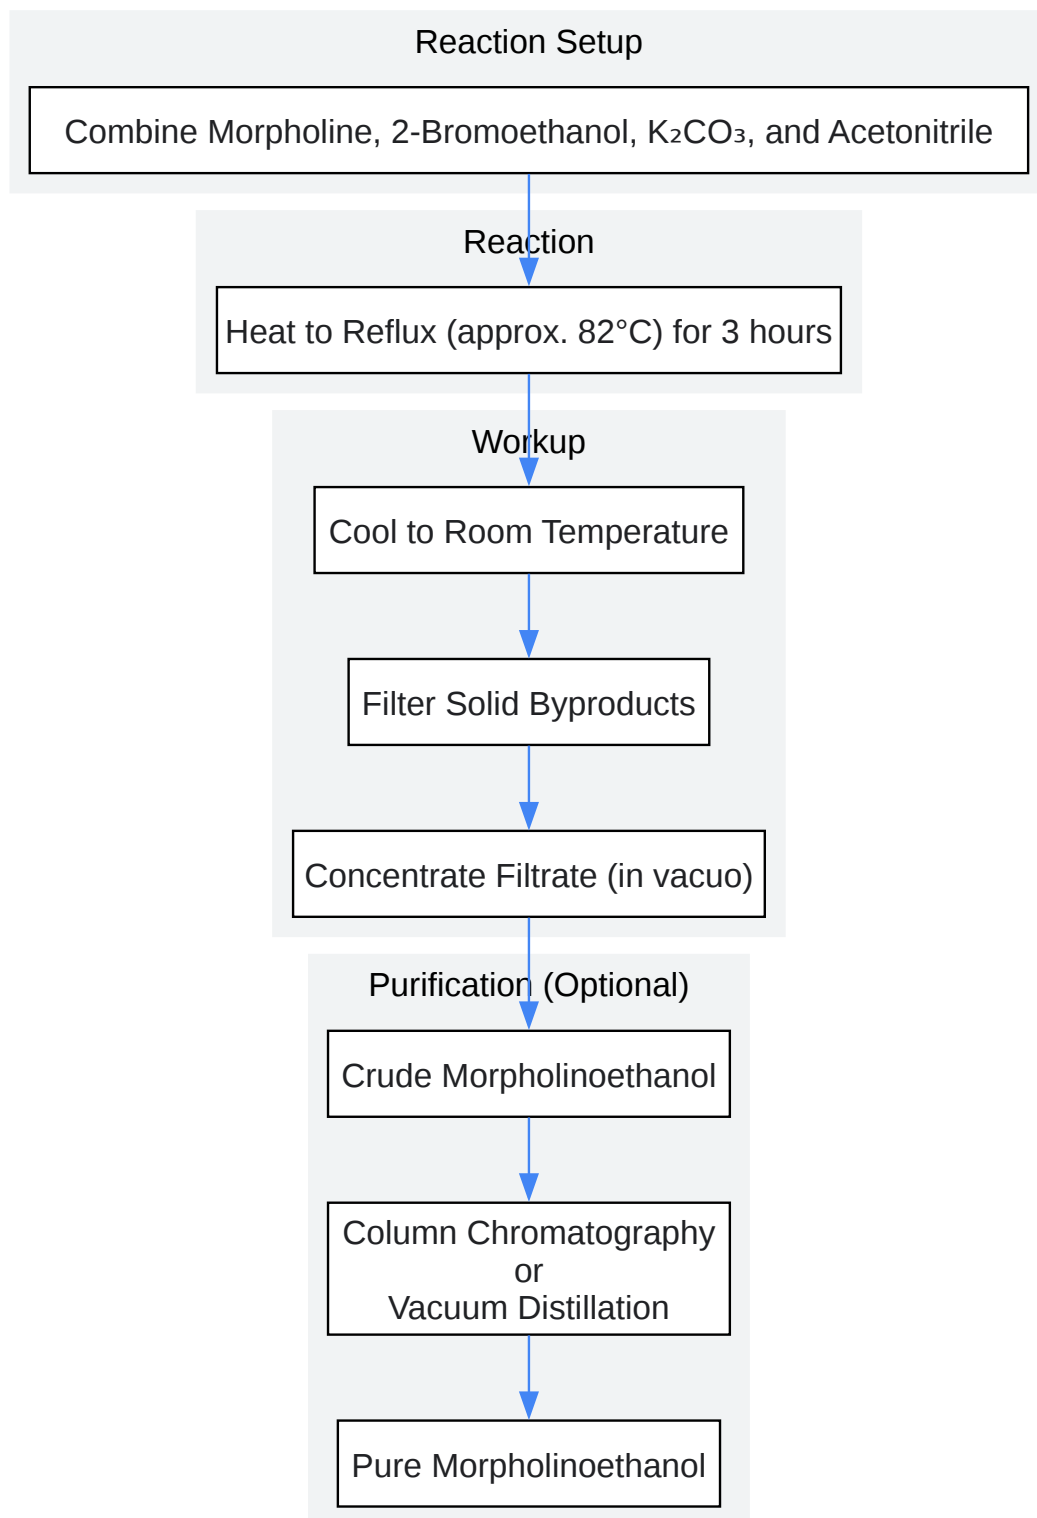 Reaction Setup
Combine Morpholine, 2-Bromoethanol, K₂CO₃, and Acetonitrile
Reaction
Heat to Reflux (approx. 82°C) for 3 hours
Workup
Cool to Room Temperature
Filter Solid Byproducts
Concentrate Filtrate (in vacuo)
Purification (Optional)
Crude Morpholinoethanol
Column Chromatography
or
Vacuum Distillation
Pure Morpholinoethanol